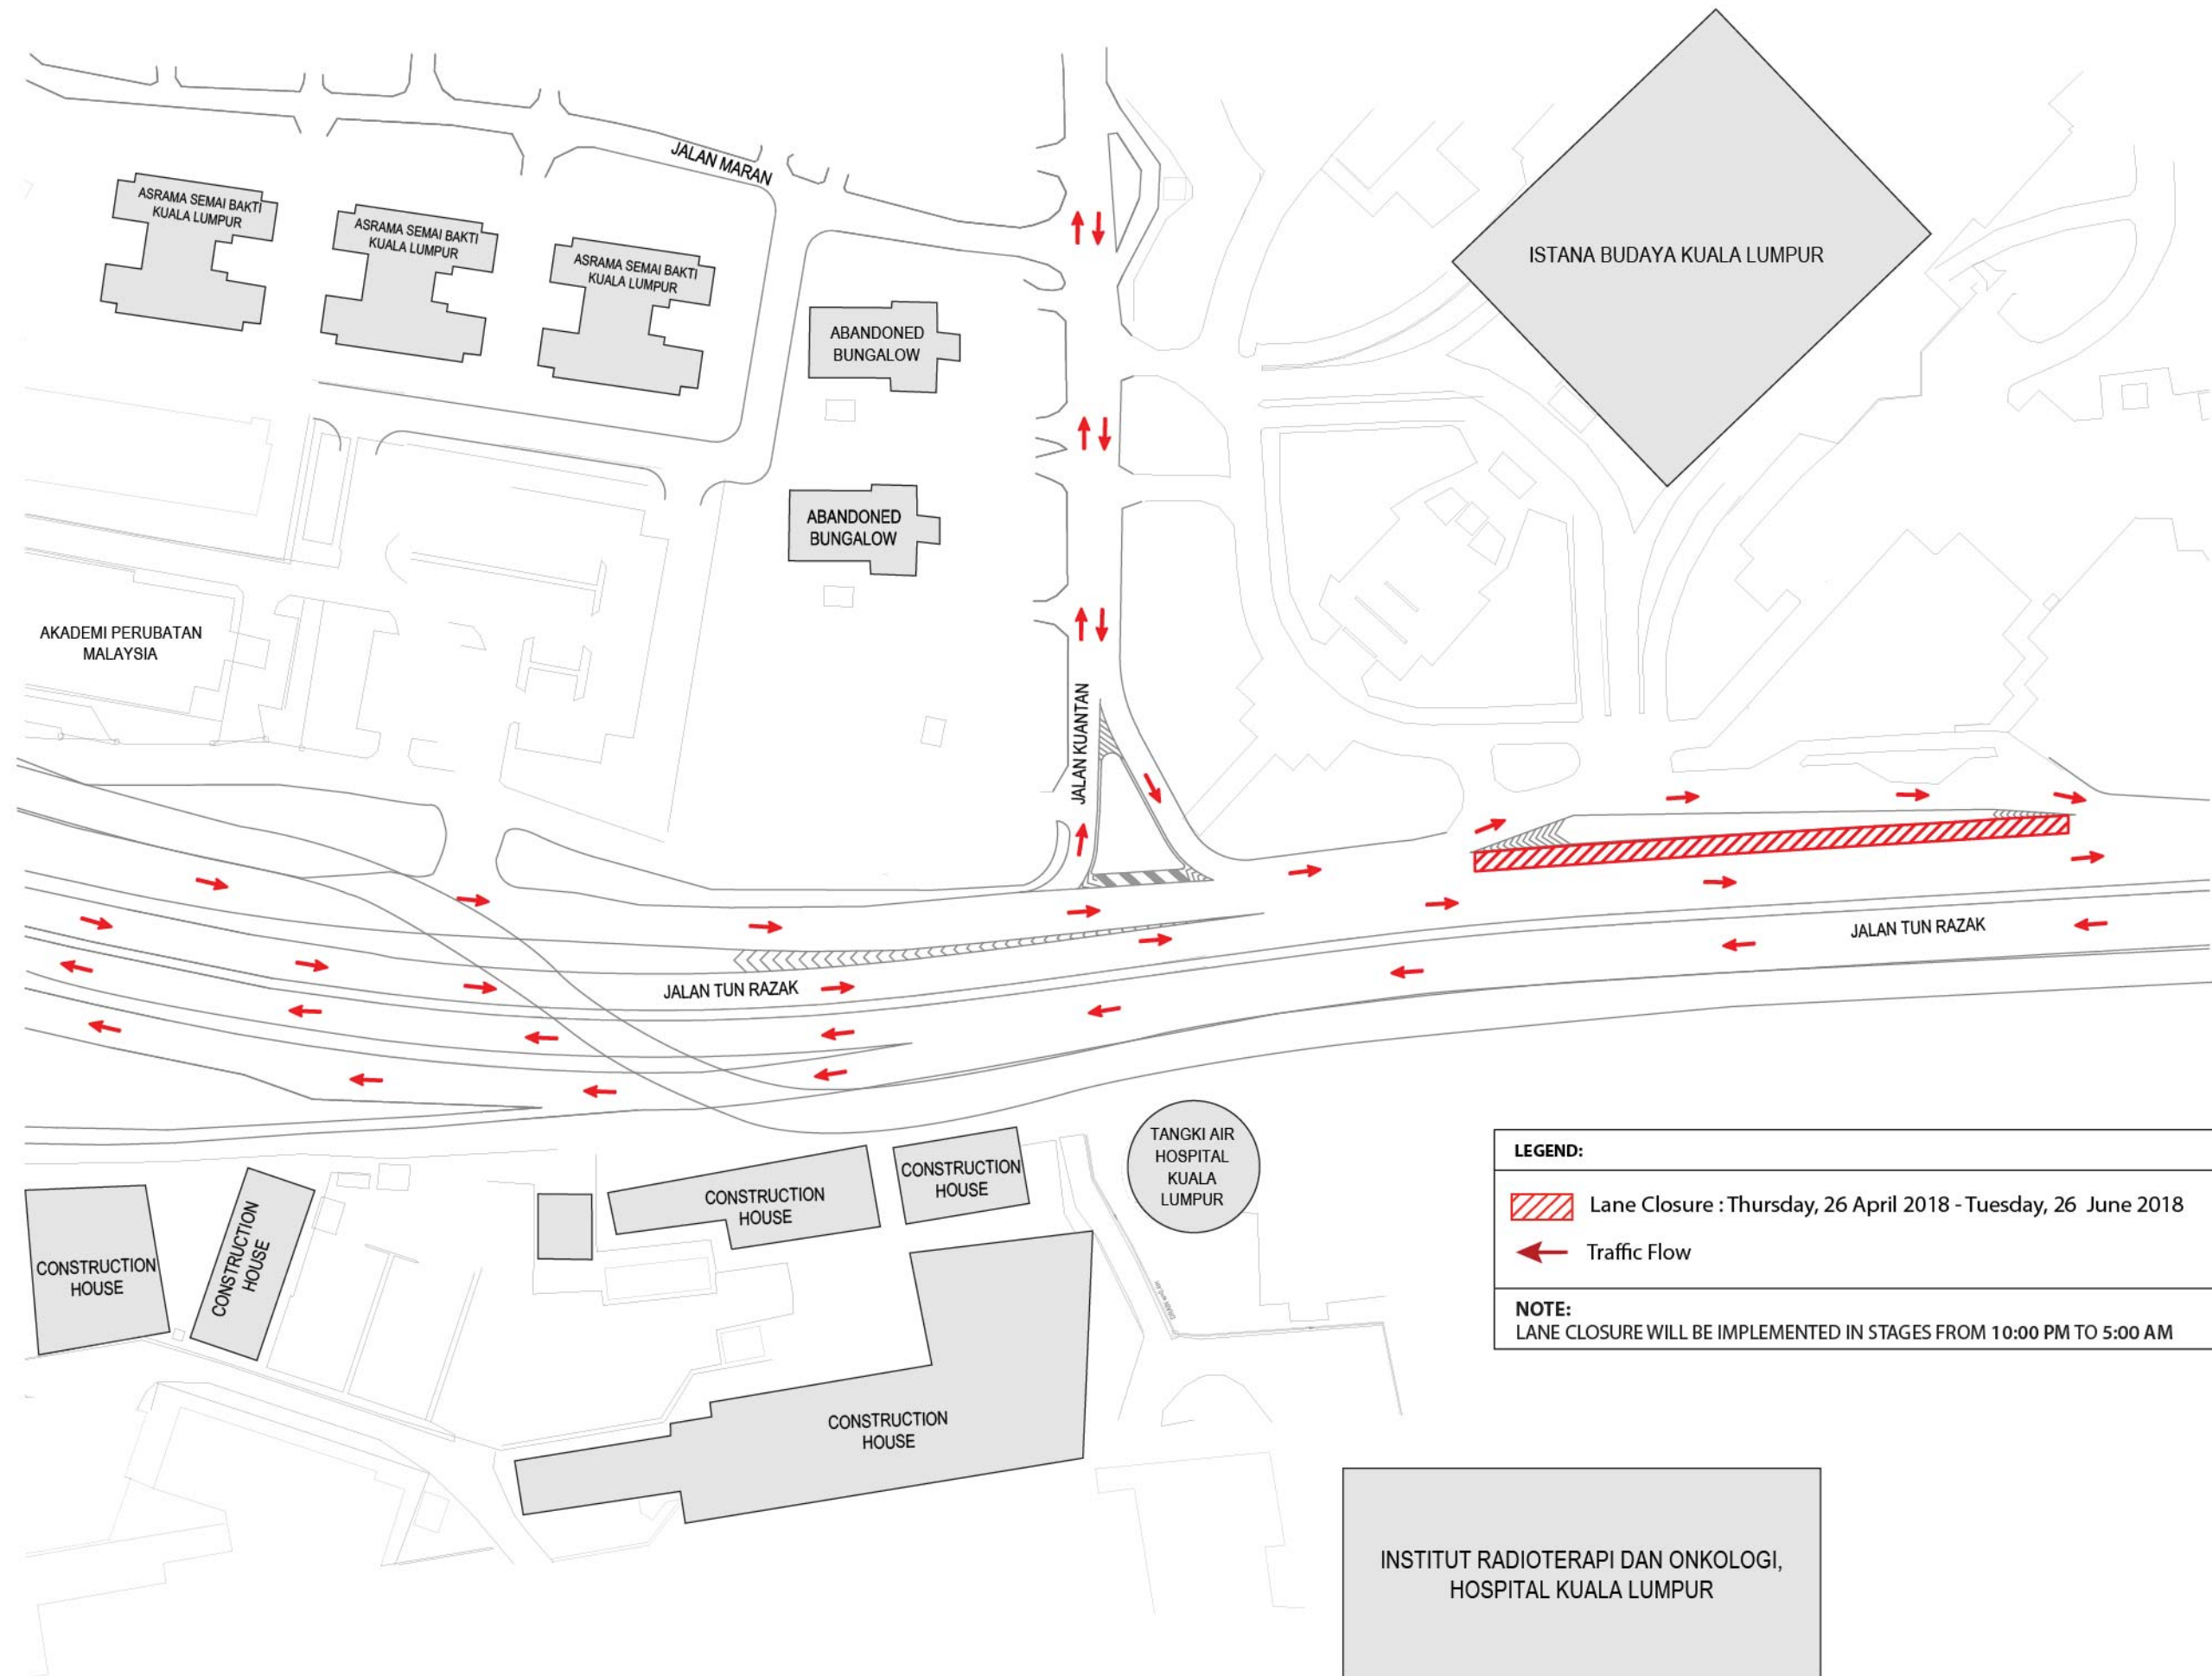 JALAN MARAN
ASRAMA SEMAI BAKTI
KUALA LUMPUR
ASRAMA SEMAI BAKTI
KUALA LUMPUR
ASRAMA SEMAI BAKTI
KUALA LUMPUR
ISTANA BUDAYA KUALA LUMPUR
ABANDONED
BUNGALOW
ABANDONED
BUNGALOW
AKADEMI PERUBATAN
MALAYSIA
JALAN KUANTAN
JALAN TUN RAZAK
JALAN TUN RAZAK
TANGKI AIR
HOSPITAL
KUALA
LUMPUR
CONSTRUCTION
HOUSE
CONSTRUCTION
HOUSE
CONSTRUCTION
HOUSE
CONSTRUCTION
HOUSE
CONSTRUCTION
HOUSE
LEGEND:
Lane Closure : Thursday, 26 April 2018 - Tuesday, 26 June 2018
Traffic Flow
NOTE:
LANE CLOSURE WILL BE IMPLEMENTED IN STAGES FROM 10:00 PM TO 5:00 AM
INSTITUT RADIOTERAPI DAN ONKOLOGI,
HOSPITAL KUALA LUMPUR